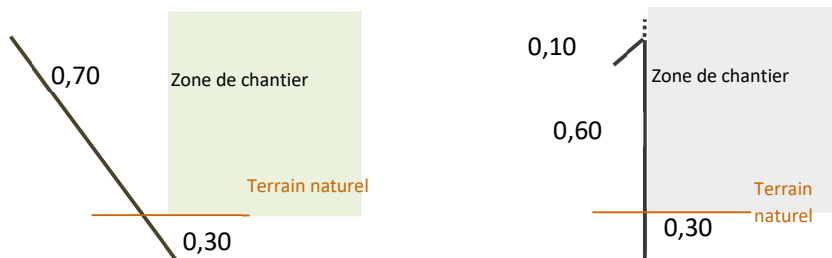 0,70
Zone de chantier
Terrain naturel
0,30
0,10
Zone de chantier
0,60
Terrain
naturel
0,30